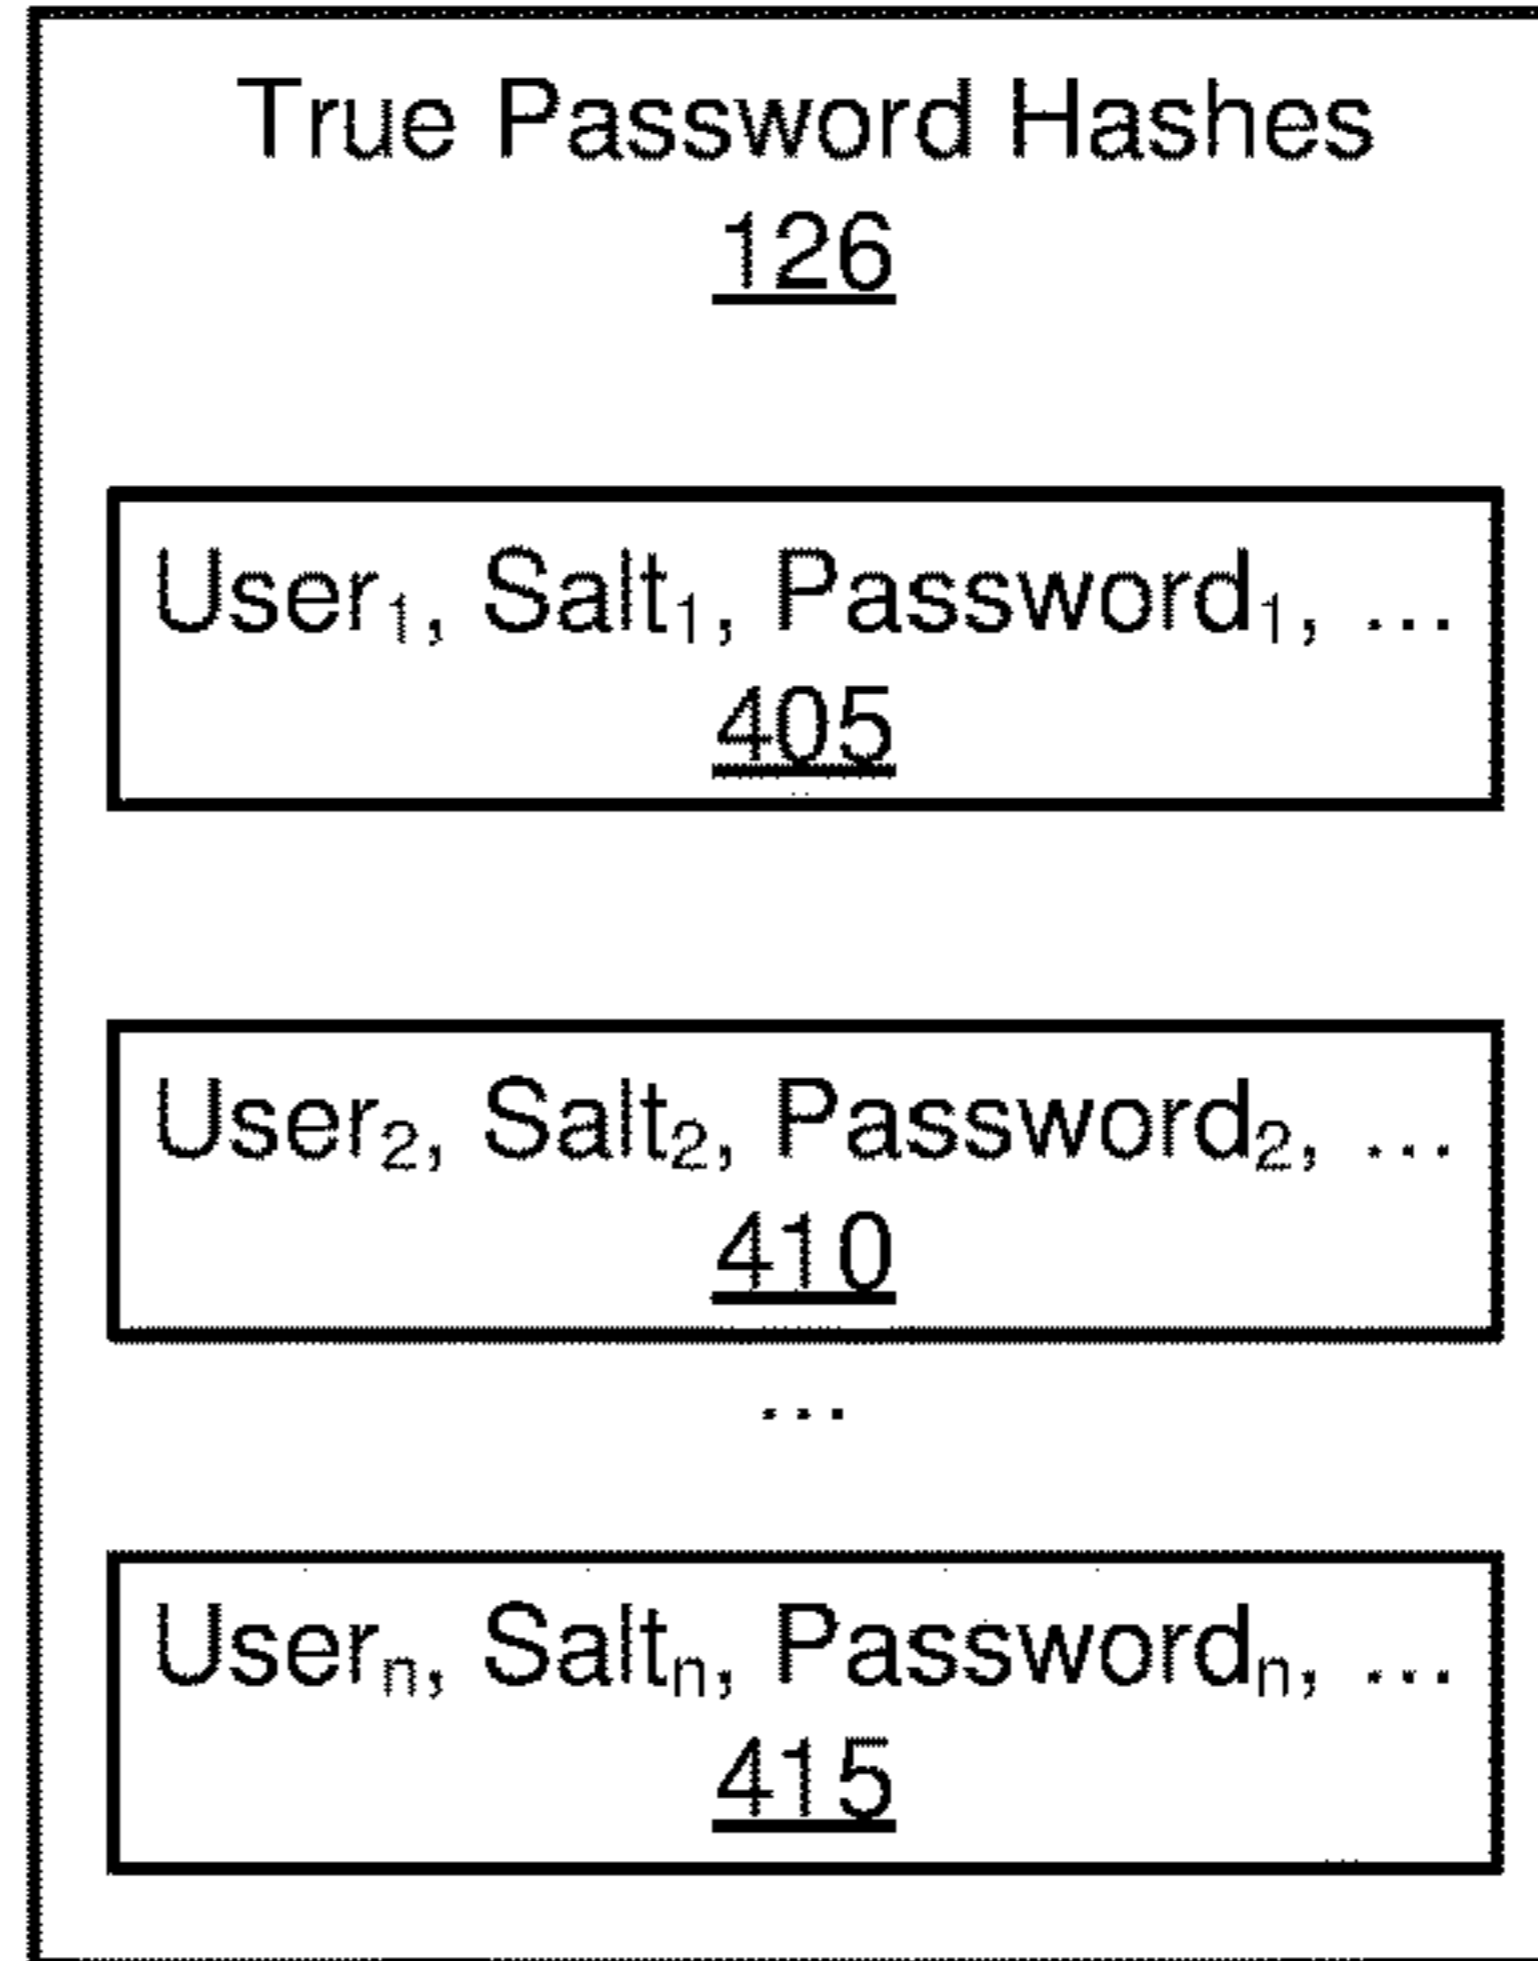 True Password Hashes
126
User₁, Salt₁, Password₁, ...
405
User₂, Salt₂, Password₂, ...
410
...
Userₙ, Saltₙ, Passwordₙ, ...
415